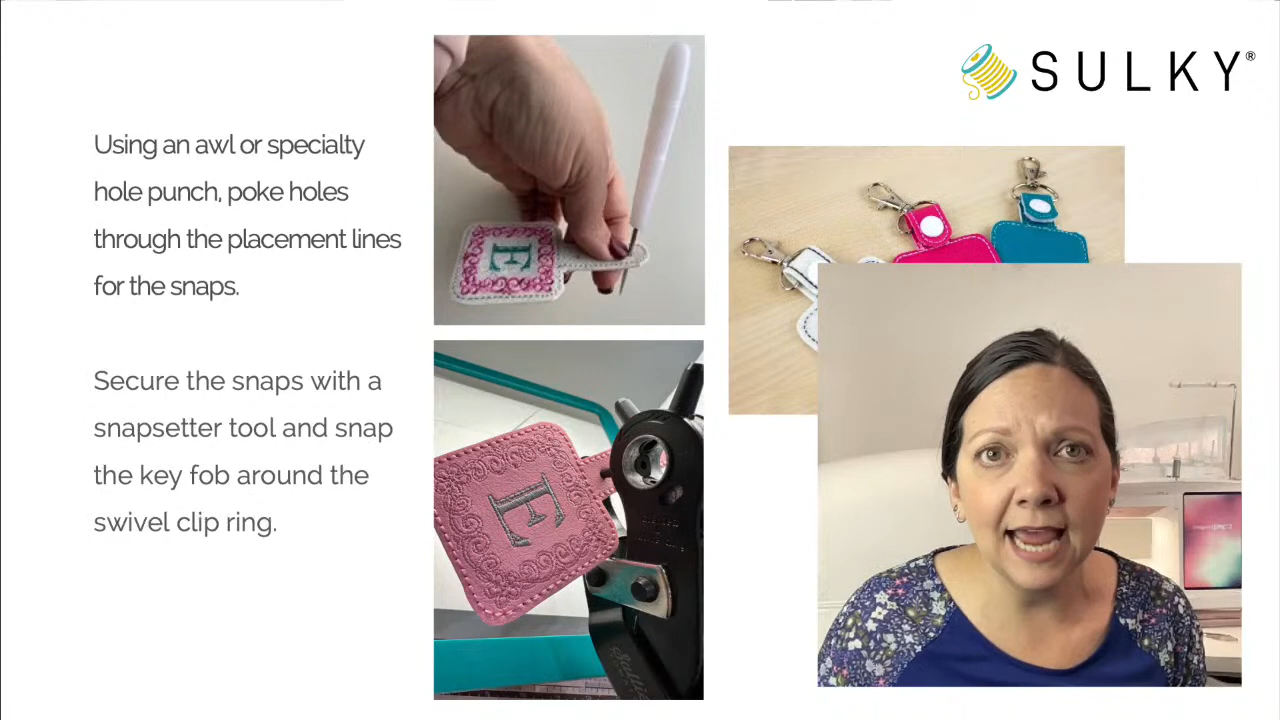 Using an awl or specialty
hole punch, poke holes
through the placement lines
for the snaps.
Secure the snaps with a
snapsetter tool and snap
the key fob around the
swivel clip ring.
E
E
SULKY®